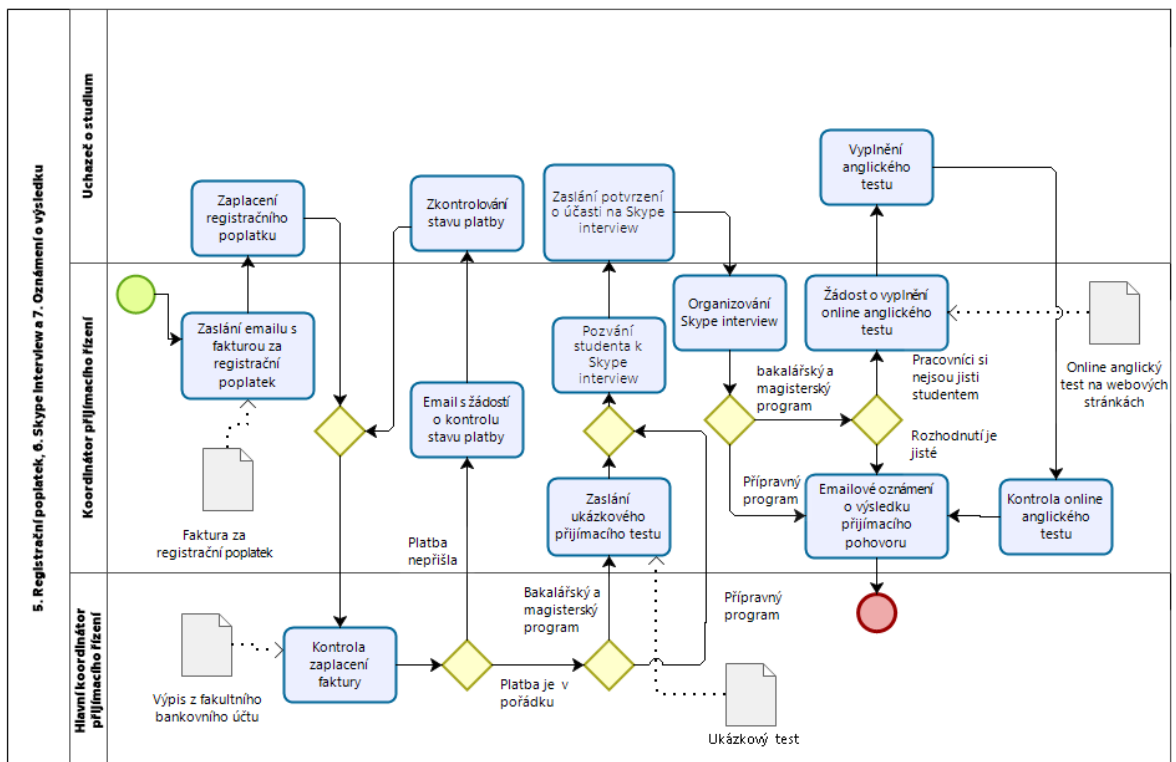 5. Registrační poplatek, 6. Skype Interview a 7. Oznámení o výsledku
Uchazeč o studium
Zaplacení
registračního
poplatku
Zkontrolování
stavu platby
Zaslání potvrzení
o účasti na Skype
interview
Vyplnění
anglického
testu
Koordinátor přijímacího řízení
Zaslání emailu s
fakturou za
registrační
poplatek
Faktura za
registrační poplatek
Email s žádostí
o kontrolu
stavu platby
Platba
nepřišla
Pozvání
studenta k
Skype
interview
Zaslání
ukázkového
přijímacího testu
Organizování
Skype interview
bakalářský a
magisterský
program
Přípravný
program
Žádost o vyplnění
online anglického
testu
Pracovníci si
nejsou jisti
studentem
Rozhodnutí je
jisté
Emailové oznámení
o výsledku
přijímacího
pohovoru
Online anglický
test na webových
stránkách
Kontrola online
anglického
testu
Hlavní koordinátor
přijímacího řízení
Výpis z fakultního
bankovního účtu
Kontrola
zaplacení
faktury
Platba je v
pořádku
Bakalářský a
magisterský
program
Přípravný
program
Ukázkový test